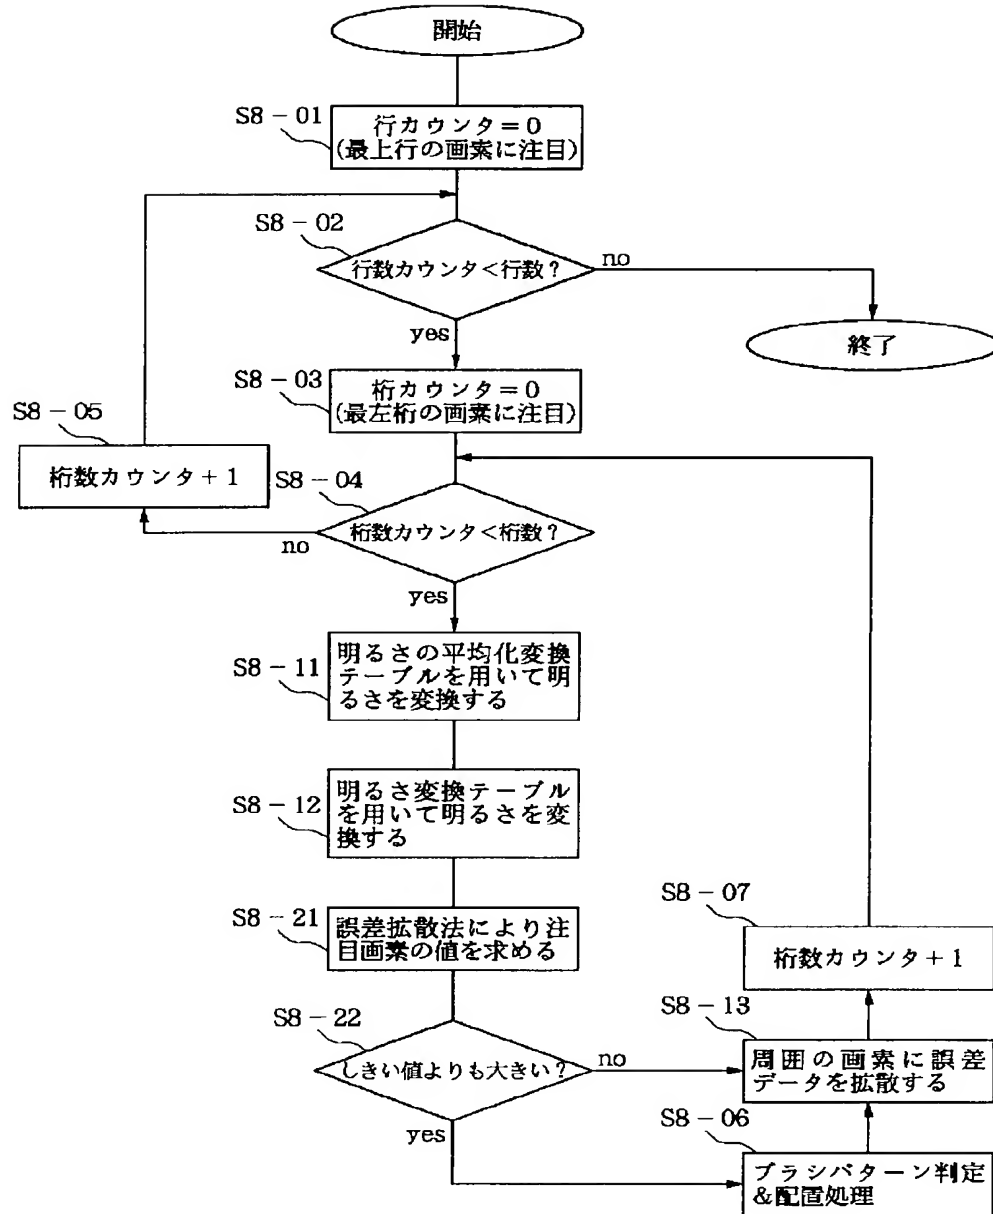 開始
S8-01
行カウンタ=0
(最上行の画素に注目)
S8-02
行数カウンタ<行数?
no
yes
終了
S8-03
桁カウンタ=0
(最左桁の画素に注目)
S8-05
桁数カウンタ+1
S8-04
桁数カウンタ<桁数?
no
yes
S8-11
明るさの平均化変換
テーブルを用いて明
るさを変換する
S8-12
明るさ変換テーブル
を用いて明るさを変
換する
S8-21
誤差拡散法により注
目画素の値を求める
S8-07
桁数カウンタ+1
S8-22
しきい値よりも大きい?
no
yes
S8-13
周囲の画素に誤差
データを拡散する
S8-06
ブラシパターン判定
&配置処理